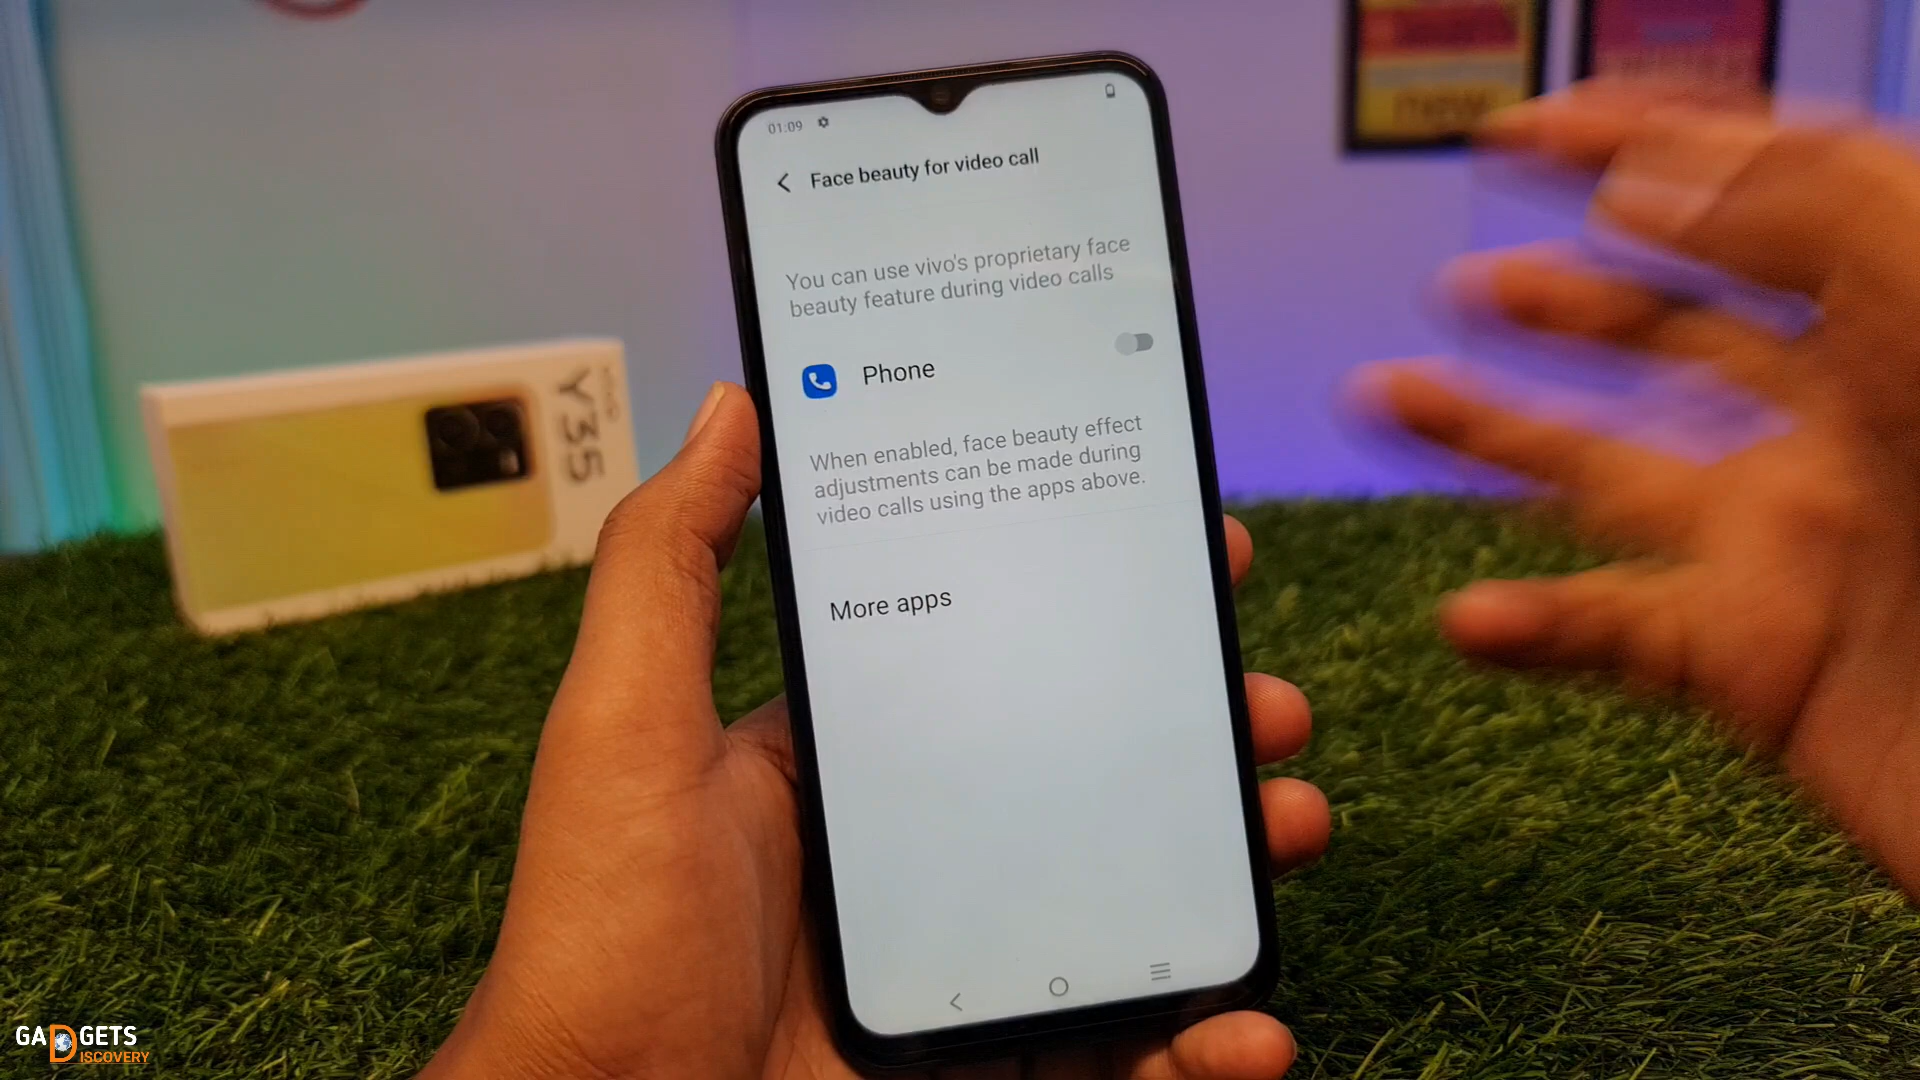 01:09
Face beauty for video call
You can use vivo's proprietary face
beauty feature during video calls
Phone
When enabled, face beauty effect
adjustments can be made during
video calls using the apps above.
More apps
vivo
Y35
new
GADGETS
DISCOVERY